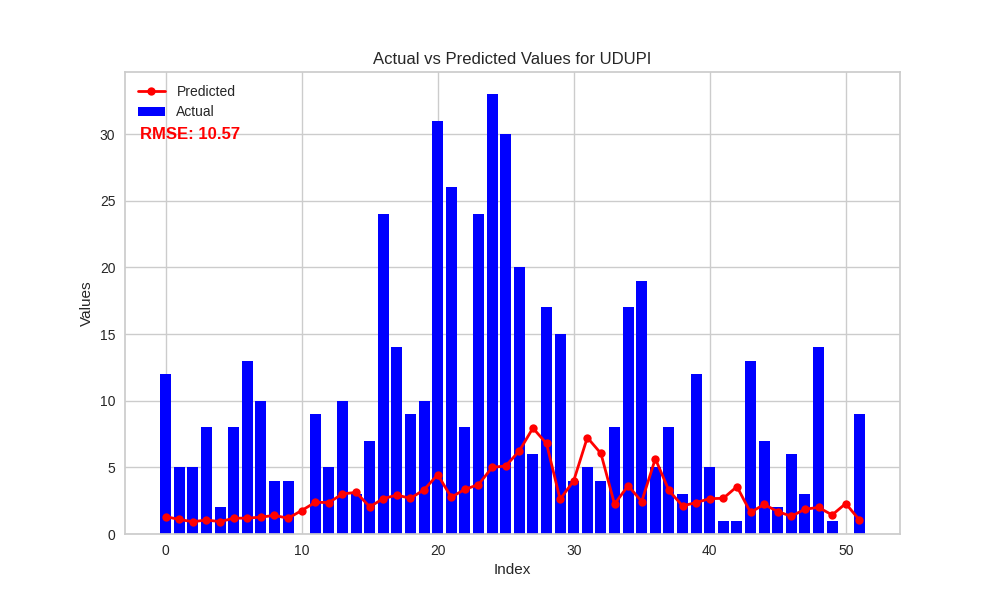 Actual vs Predicted Values for UDUPI
Predicted
Actual
RMSE: 10.57
Values
30
25
20
15
10
5
0
0 10 20 30 40 50
Index